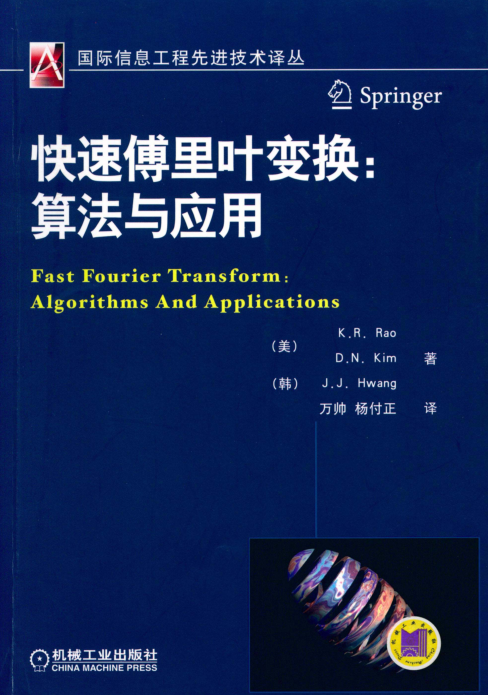 国际信息工程先进技术译丛
Springer
快速傅里叶变换：
算法与应用
Fast Fourier Transform:
Algorithms And Applications
（美）
K.R. Rao
D.N. Kim
著
（韩）
J.J. Hwang
万帅 杨付正 译
机械工业出版社
CHINA MACHINE PRESS